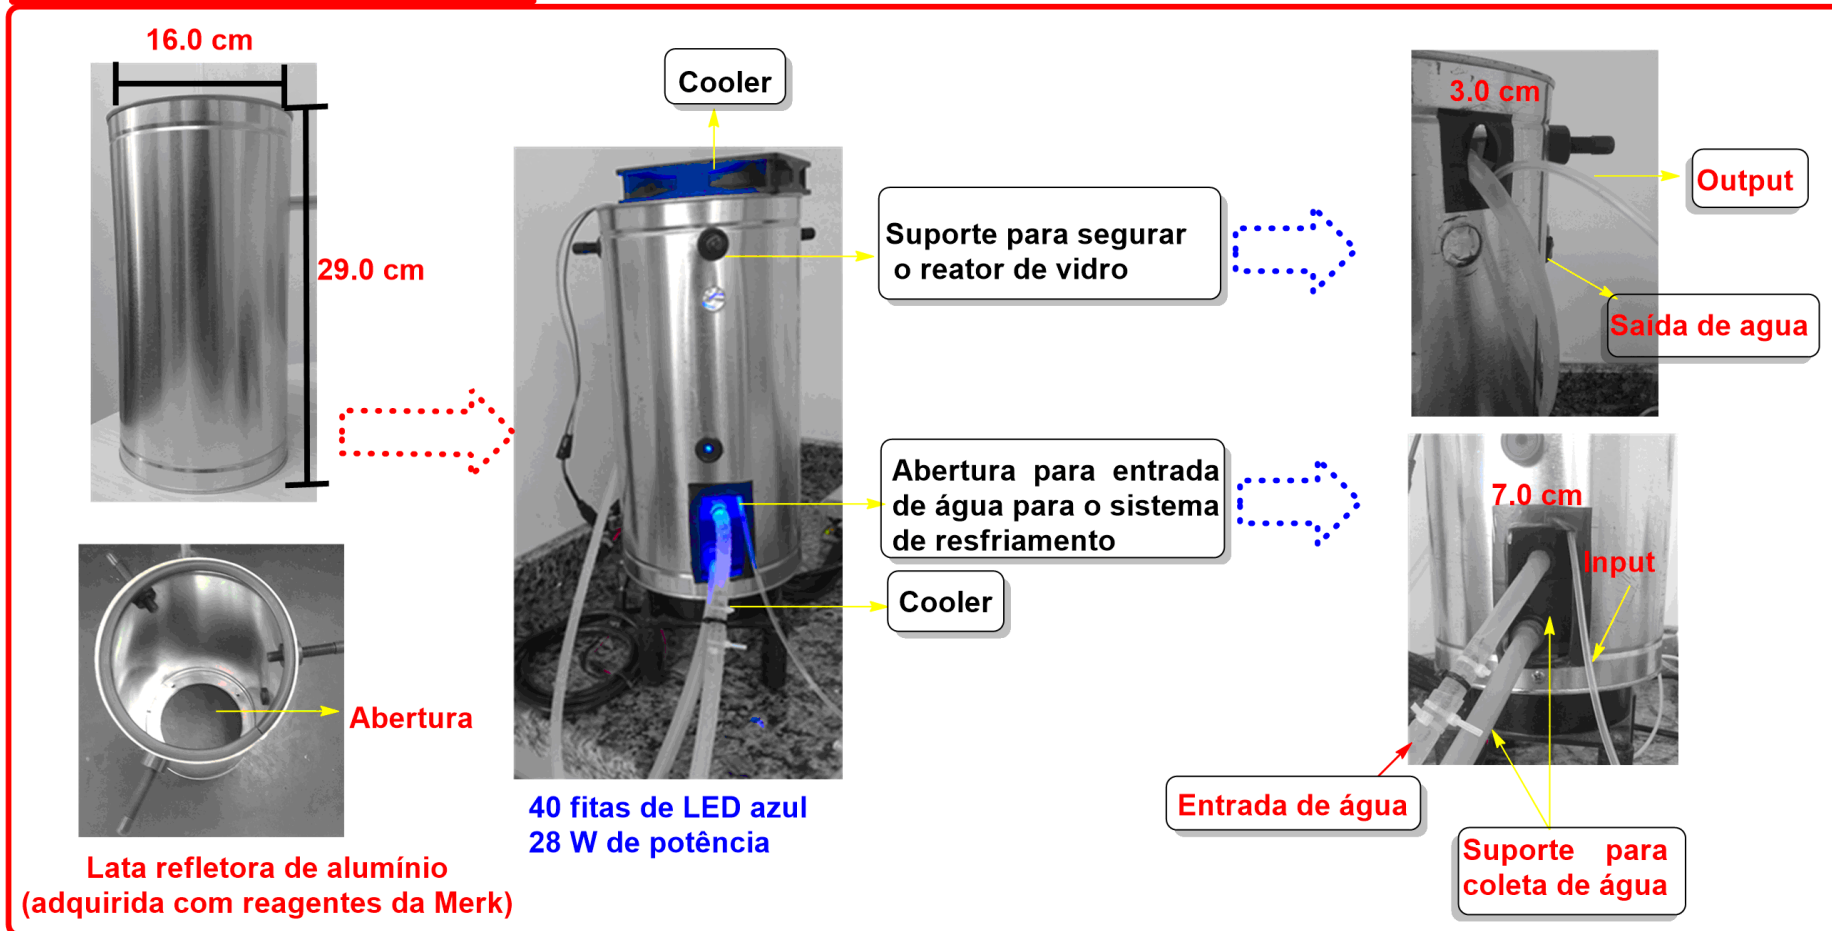 16.0 cm
29.0 cm
Abertura
Lata refletora de alumínio
(adquirida com reagentes da Merk)
Cooler
Suporte para segurar
o reator de vidro
Abertura para entrada
de água para o sistema
de resfriamento
Cooler
40 fitas de LED azul
28 W de potência
3.0 cm
Output
Saída de agua
7.0 cm
Input
Entrada de água
Suporte para
coleta de água